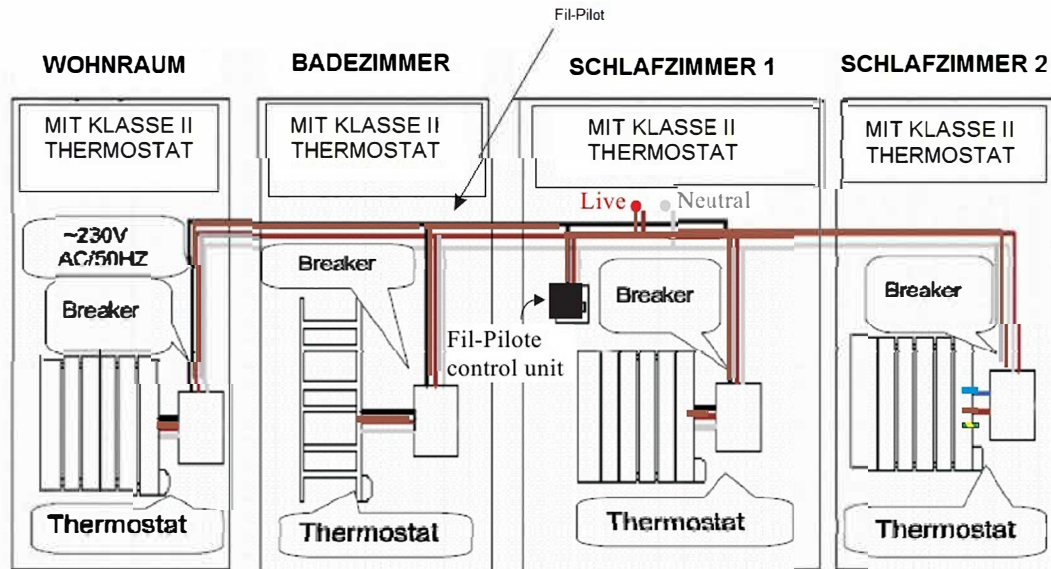 Fil-Pilot
WOHNRAUM
BADEZIMMER
SCHLAFZIMMER 1
SCHLAFZIMMER 2
MIT KLASSE II
THERMOSTAT
MIT KLASSE II
THERMOSTAT
MIT KLASSE II
THERMOSTAT
MIT KLASSE II
THERMOSTAT
Live
Neutral
~230V
AC/50HZ
Breaker
Breaker
Breaker
Breaker
Fil-Pilote
control unit
Thermostat
Thermostat
Thermostat
Thermostat